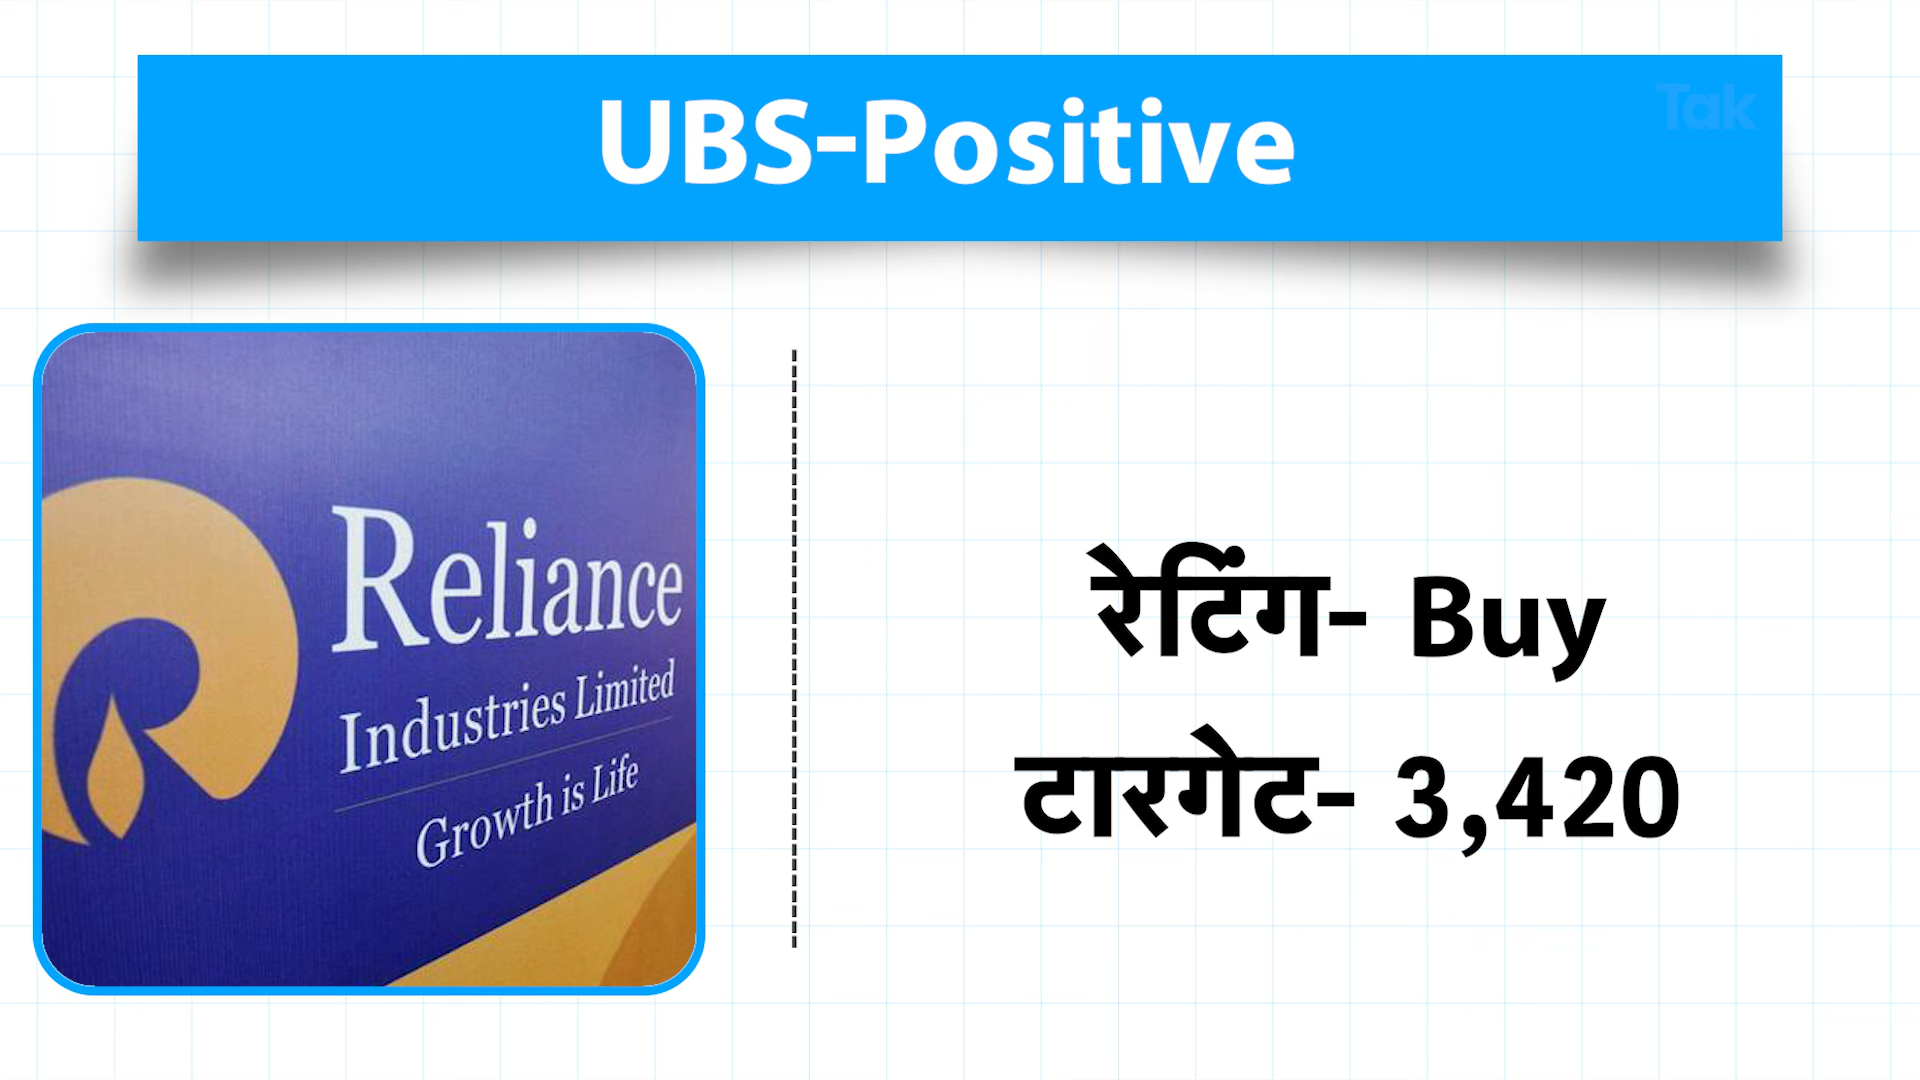 UBS-Positive
Tak
Reliance
Industries Limited
Growth is Life
रेटिंग- Buy
टारगेट- 3,420